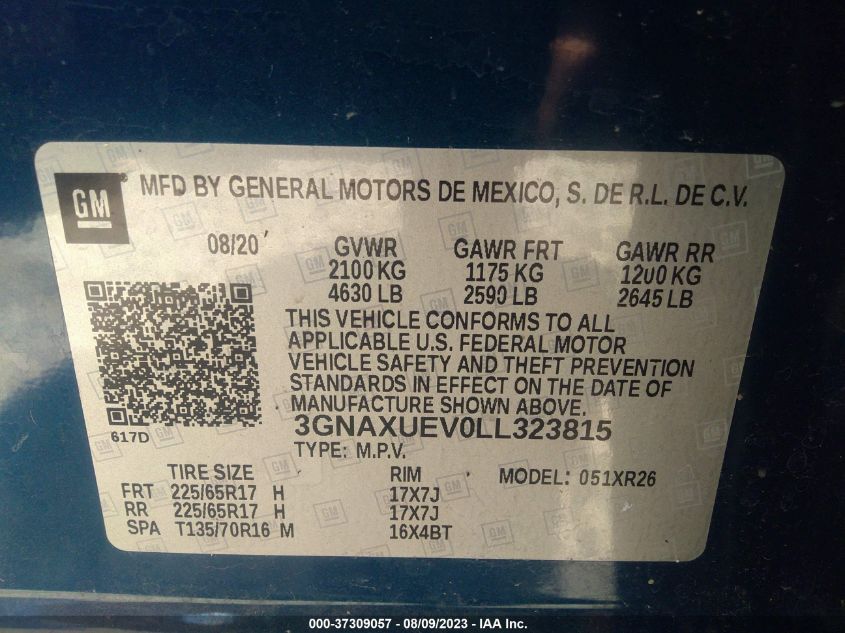 GM
MFD BY GENERAL MOTORS DE MEXICO, S. DE R.L. DE C.V.
08/20
GVWR GAWR FRT GAWR RR
2100 KG 1175 KG 1200 KG
4630 LB 2590 LB 2645 LB
THIS VEHICLE CONFORMS TO ALL
APPLICABLE U.S. FEDERAL MOTOR
VEHICLE SAFETY AND THEFT PREVENTION
STANDARDS IN EFFECT ON THE DATE OF
MANUFACTURE SHOWN ABOVE.
617D
3GNAXUEV0LL323815
TYPE: M.P.V.
TIRE SIZE RIM MODEL: 051XR26
FRT 225/65R17 H 17X7J
RR 225/65R17 H 17X7J
SPA T135/70R16 M 16X4BT
000-37309057 - 08/09/2023 - IAA Inc.